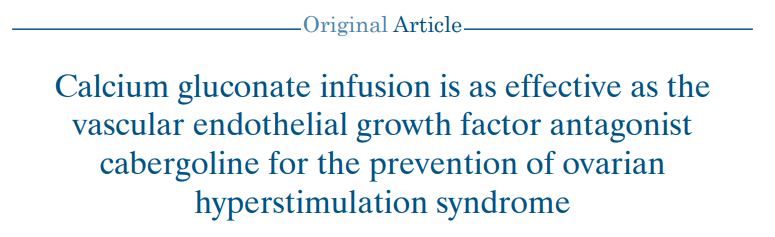 Original Article
Calcium gluconate infusion is as effective as the
vascular endothelial growth factor antagonist
cabergoline for the prevention of ovarian
hyperstimulation syndrome